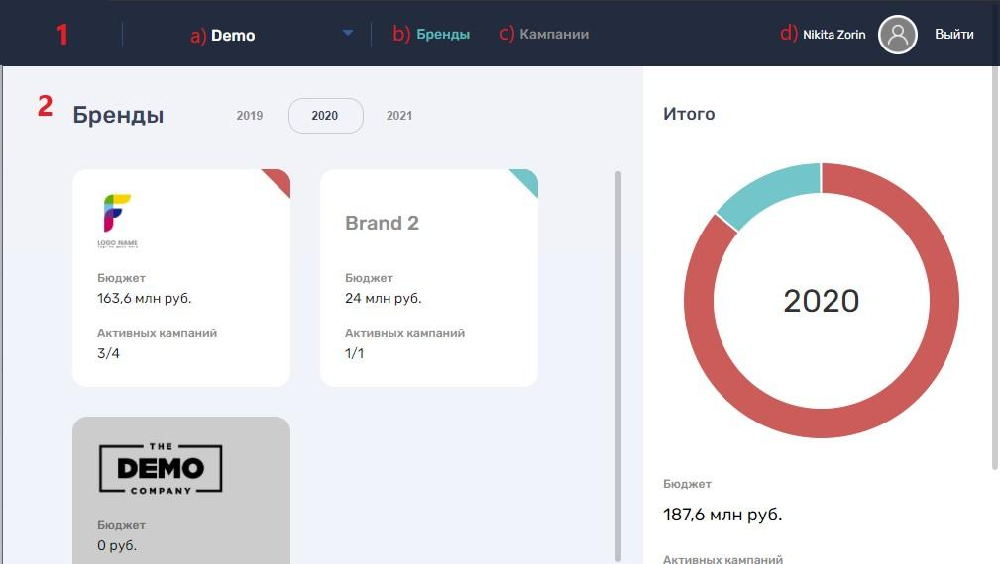 1 a) Demo b) Бренды c) Кампании d) Nikita Zorin Выйти
2 Бренды 2019 2020 2021
Итого
LOGO NAME
Brand 2
Бюджет
163,6 млн руб.
Активных кампаний
3/4
Бюджет
24 млн руб.
Активных кампаний
1/1
THE
DEMO
COMPANY
Бюджет
0 руб.
2020
Бюджет
187,6 млн руб.
Активных кампаний